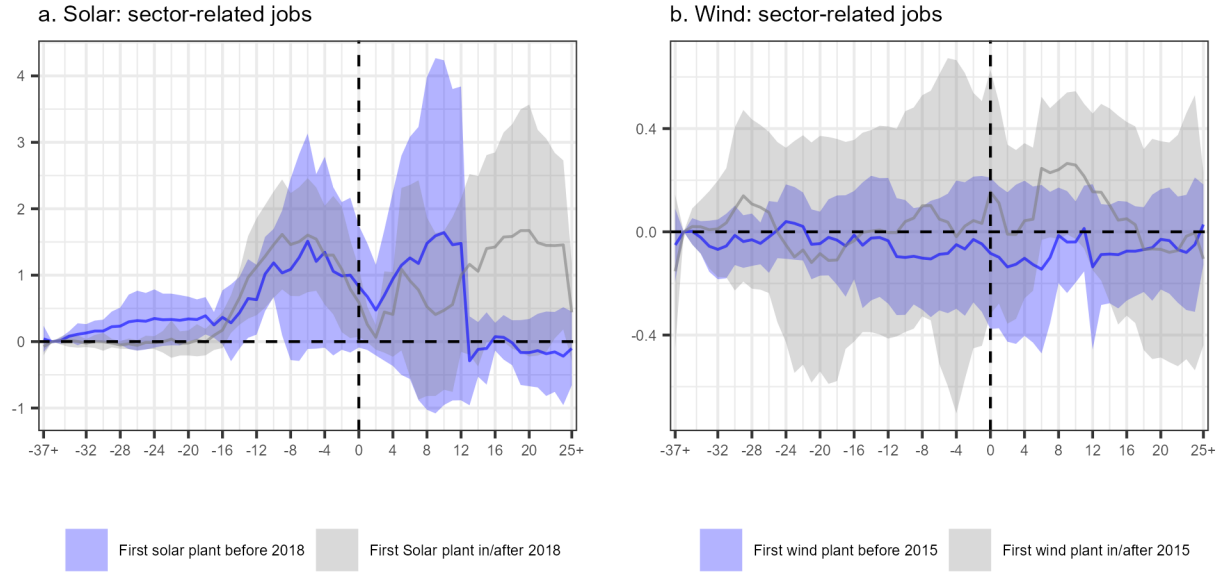 a. Solar: sector-related jobs
4
3
2
1
0
-1
-37+ -32 -28 -24 -20 -16 -12 -8 -4 0 4 8 12 16 20 25+
First solar plant before 2018 First Solar plant in/after 2018
b. Wind: sector-related jobs
0.4
0.0
-0.4
-37+ -32 -28 -24 -20 -16 -12 -8 -4 0 4 8 12 16 20 25+
First wind plant before 2015 First wind plant in/after 2015